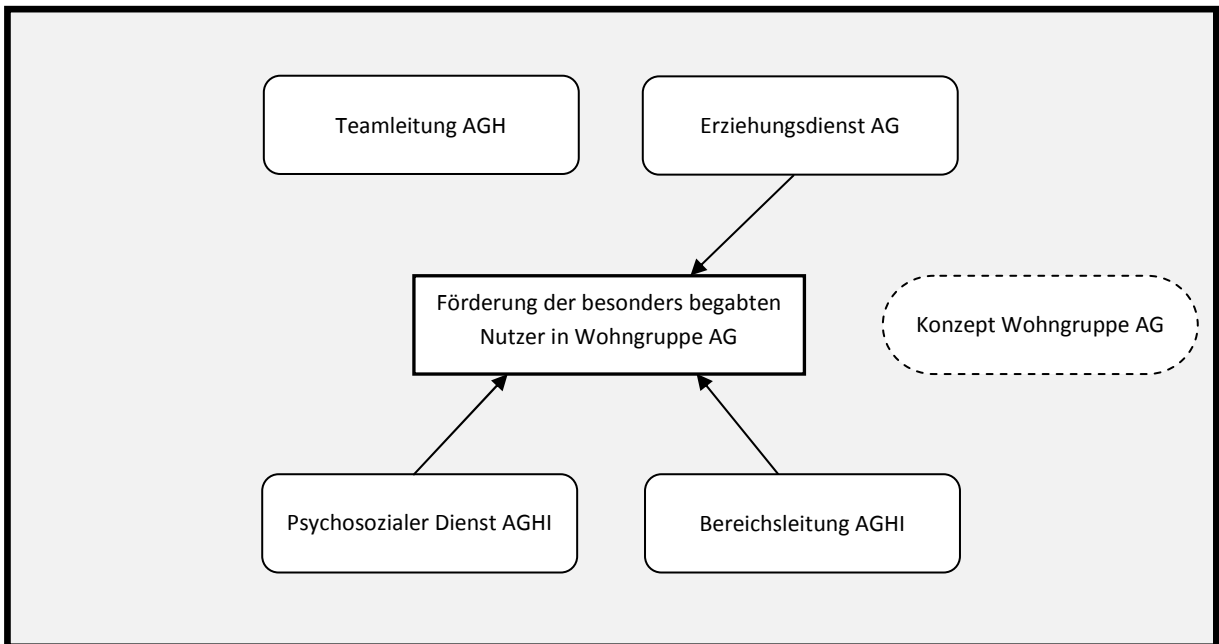 Teamleitung AGH
Erziehungsdienst AG
Förderung der besonders begabten
Nutzer in Wohngruppe AG
Konzept Wohngruppe AG
Psychosozialer Dienst AGHI
Bereichsleitung AGHI